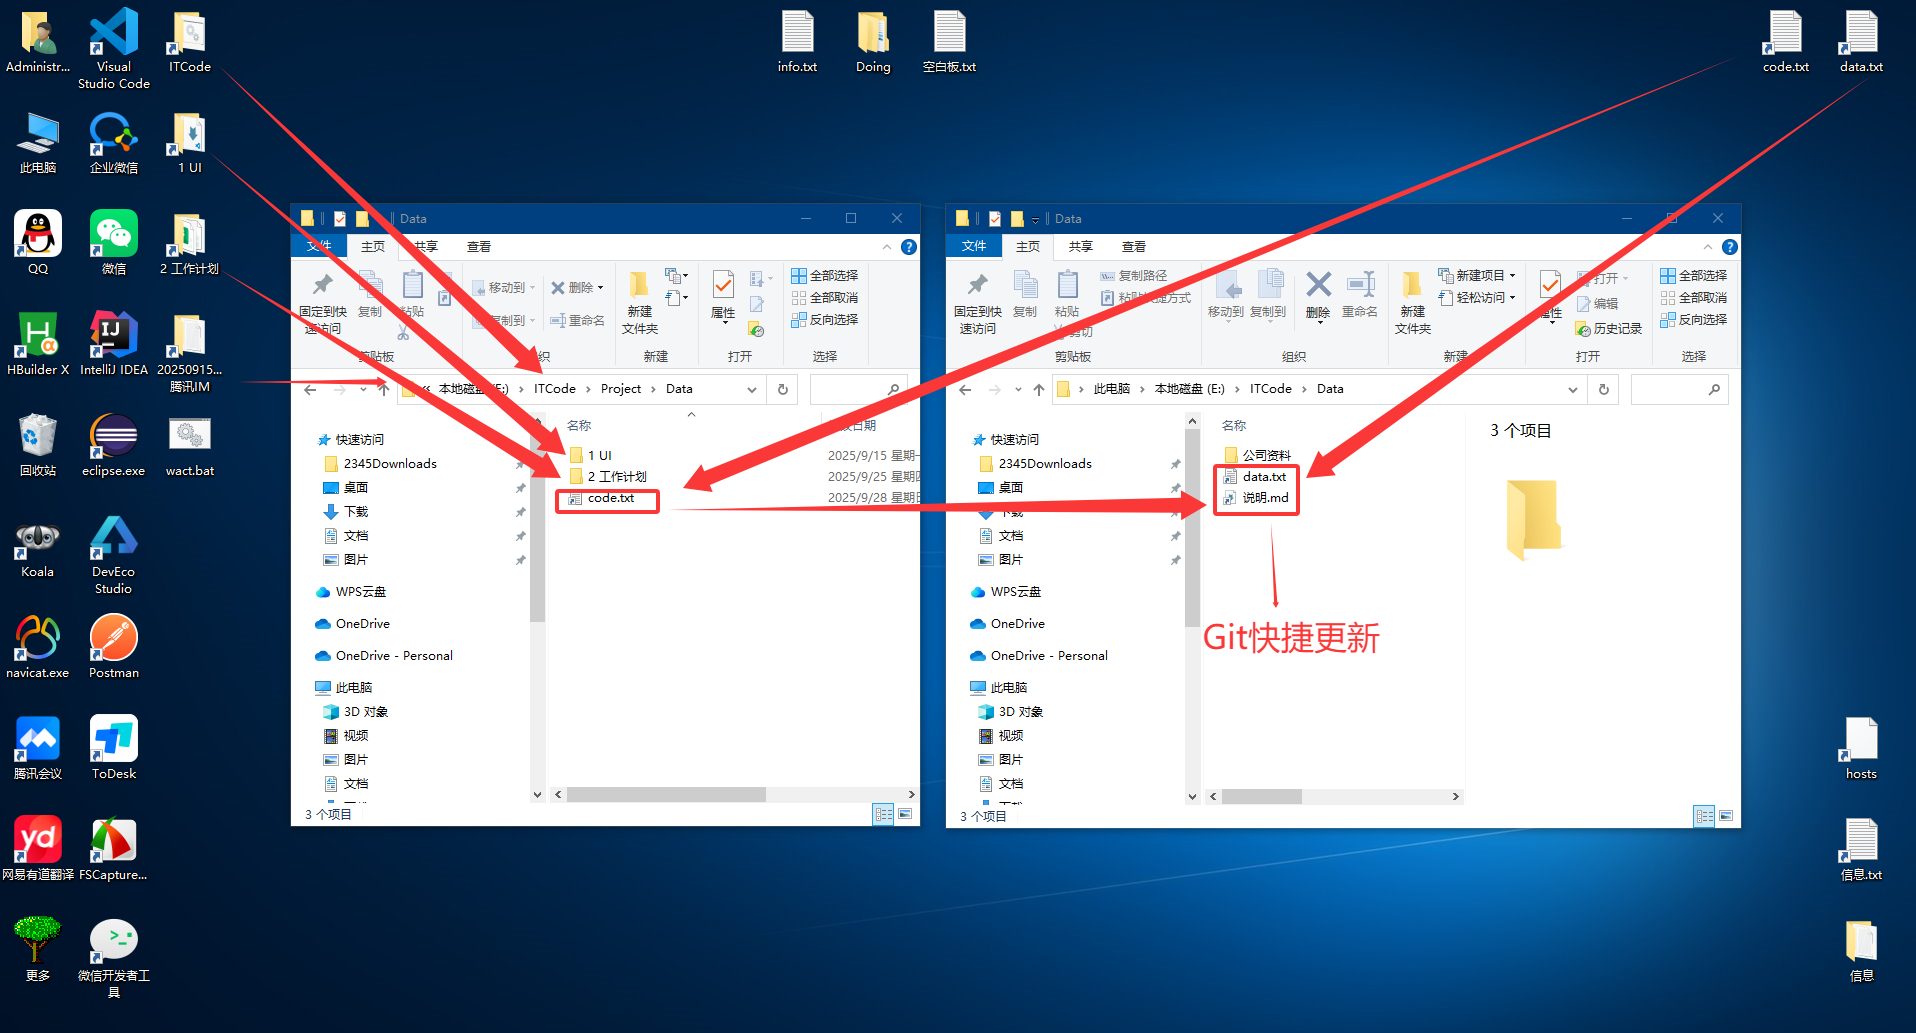 Administr...
Visual
Studio Code
ITCode
info.txt
Doing
空白板.txt
code.txt
data.txt
此电脑
企业微信
1 UI
QQ
微信
2 工作计划
HBuilder X
IntelliJ IDEA
20250915...
腾讯IM
回收站
eclipse.exe
wact.bat
Koala
DevEco
Studio
navicat.exe
Postman
腾讯会议
ToDesk
网易有道翻译
FSCapture...
更多
微信开发者工
具
hosts
信息.txt
信息
Data
文件
主页
共享
查看
固定到快
速访问
复制
粘贴
移动到
复制到
删除
重命名
新建
文件夹
属性
全部选择
全部取消
反向选择
剪贴板
组织
新建
打开
选择
« 本地磁盘 (E:) › ITCode › Project › Data
名称
日期
快速访问
2345Downloads
桌面
下载
文档
图片
WPS云盘
OneDrive
OneDrive - Personal
此电脑
3D 对象
视频
图片
文档
1 UI
2025/9/15 星期一
2 工作计划
2025/9/25 星期四
code.txt
2025/9/28 星期日
3 个项目
Data
文件
主页
共享
查看
固定到快
速访问
复制
粘贴
复制路径
粘贴快捷方式
剪切
移动到
复制到
删除
重命名
新建
文件夹
新建项目
轻松访问
属性
打开
编辑
历史记录
全部选择
全部取消
反向选择
剪贴板
组织
新建
打开
选择
› 此电脑 › 本地磁盘 (E:) › ITCode › Data
名称
快速访问
2345Downloads
桌面
下载
文档
图片
WPS云盘
OneDrive
OneDrive - Personal
此电脑
3D 对象
视频
图片
文档
公司资料
data.txt
说明.md
3 个项目
Git快捷更新
3 个项目